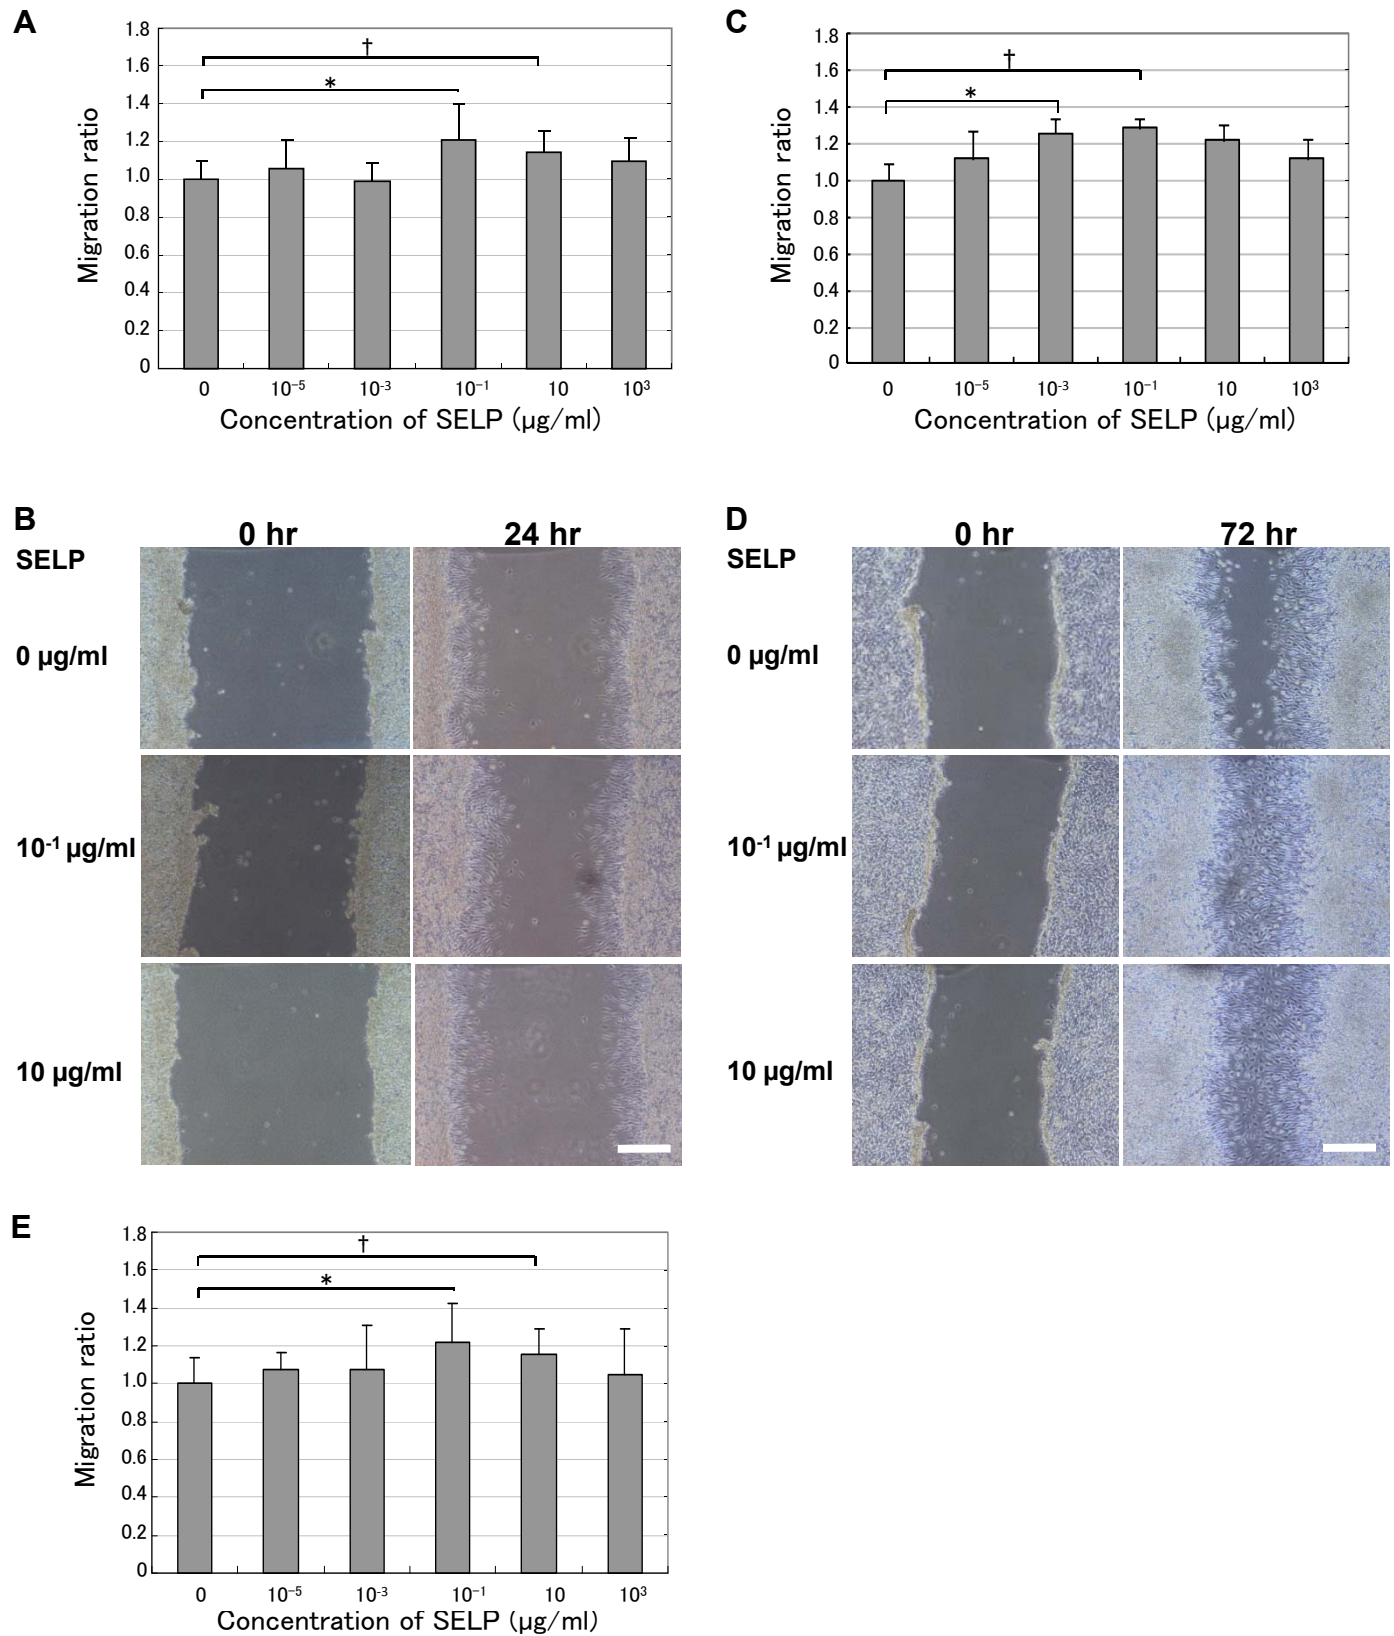 A
1.8
1.6
1.4
1.2
1.0
0.8
0.6
0.4
0.2
0
Migration ratio
†
*
0 10⁻⁵ 10⁻³ 10⁻¹ 10 10³
Concentration of SELP (μg/ml)
C
1.8
1.6
1.4
1.2
1.0
0.8
0.6
0.4
0.2
0
Migration ratio
†
*
0 10⁻⁵ 10⁻³ 10⁻¹ 10 10³
Concentration of SELP (μg/ml)
B
0 hr 24 hr
SELP
0 μg/ml
10⁻¹ μg/ml
10 μg/ml
D
0 hr 72 hr
SELP
0 μg/ml
10⁻¹ μg/ml
10 μg/ml
E
1.8
1.6
1.4
1.2
1.0
0.8
0.6
0.4
0.2
0
Migration ratio
†
*
0 10⁻⁵ 10⁻³ 10⁻¹ 10 10³
Concentration of SELP (μg/ml)